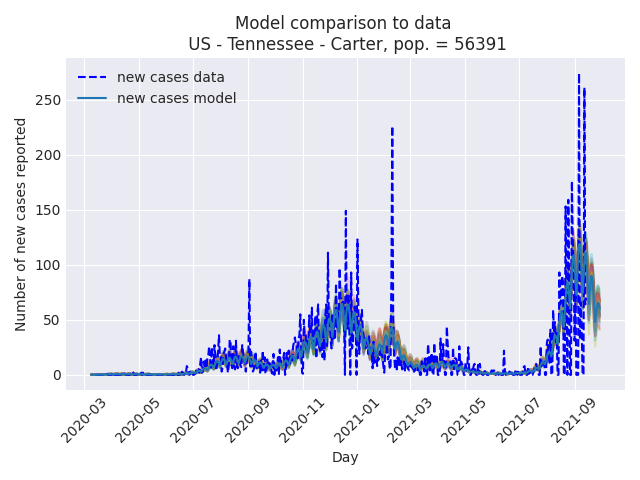 Model comparison to data
US - Tennessee - Carter, pop. = 56391
new cases data
new cases model
Number of new cases reported
250
200
150
100
50
0
2020-03
2020-05
2020-07
2020-09
2020-11
2021-01
2021-03
2021-05
2021-07
2021-09
Day